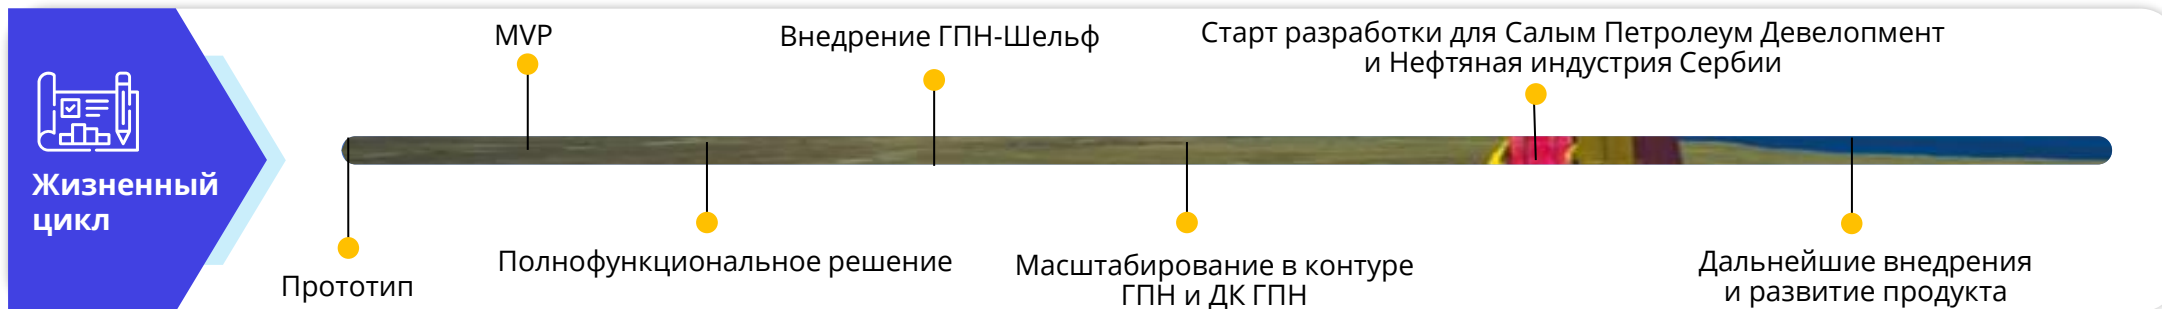 Жизненный
цикл
MVP
Внедрение ГПН-Шельф
Старт разработки для Салым Петролеум Девелопмент
и Нефтяная индустрия Сербии
Прототип
Полнофункциональное решение
Масштабирование в контуре
ГПН и ДК ГПН
Дальнейшие внедрения
и развитие продукта